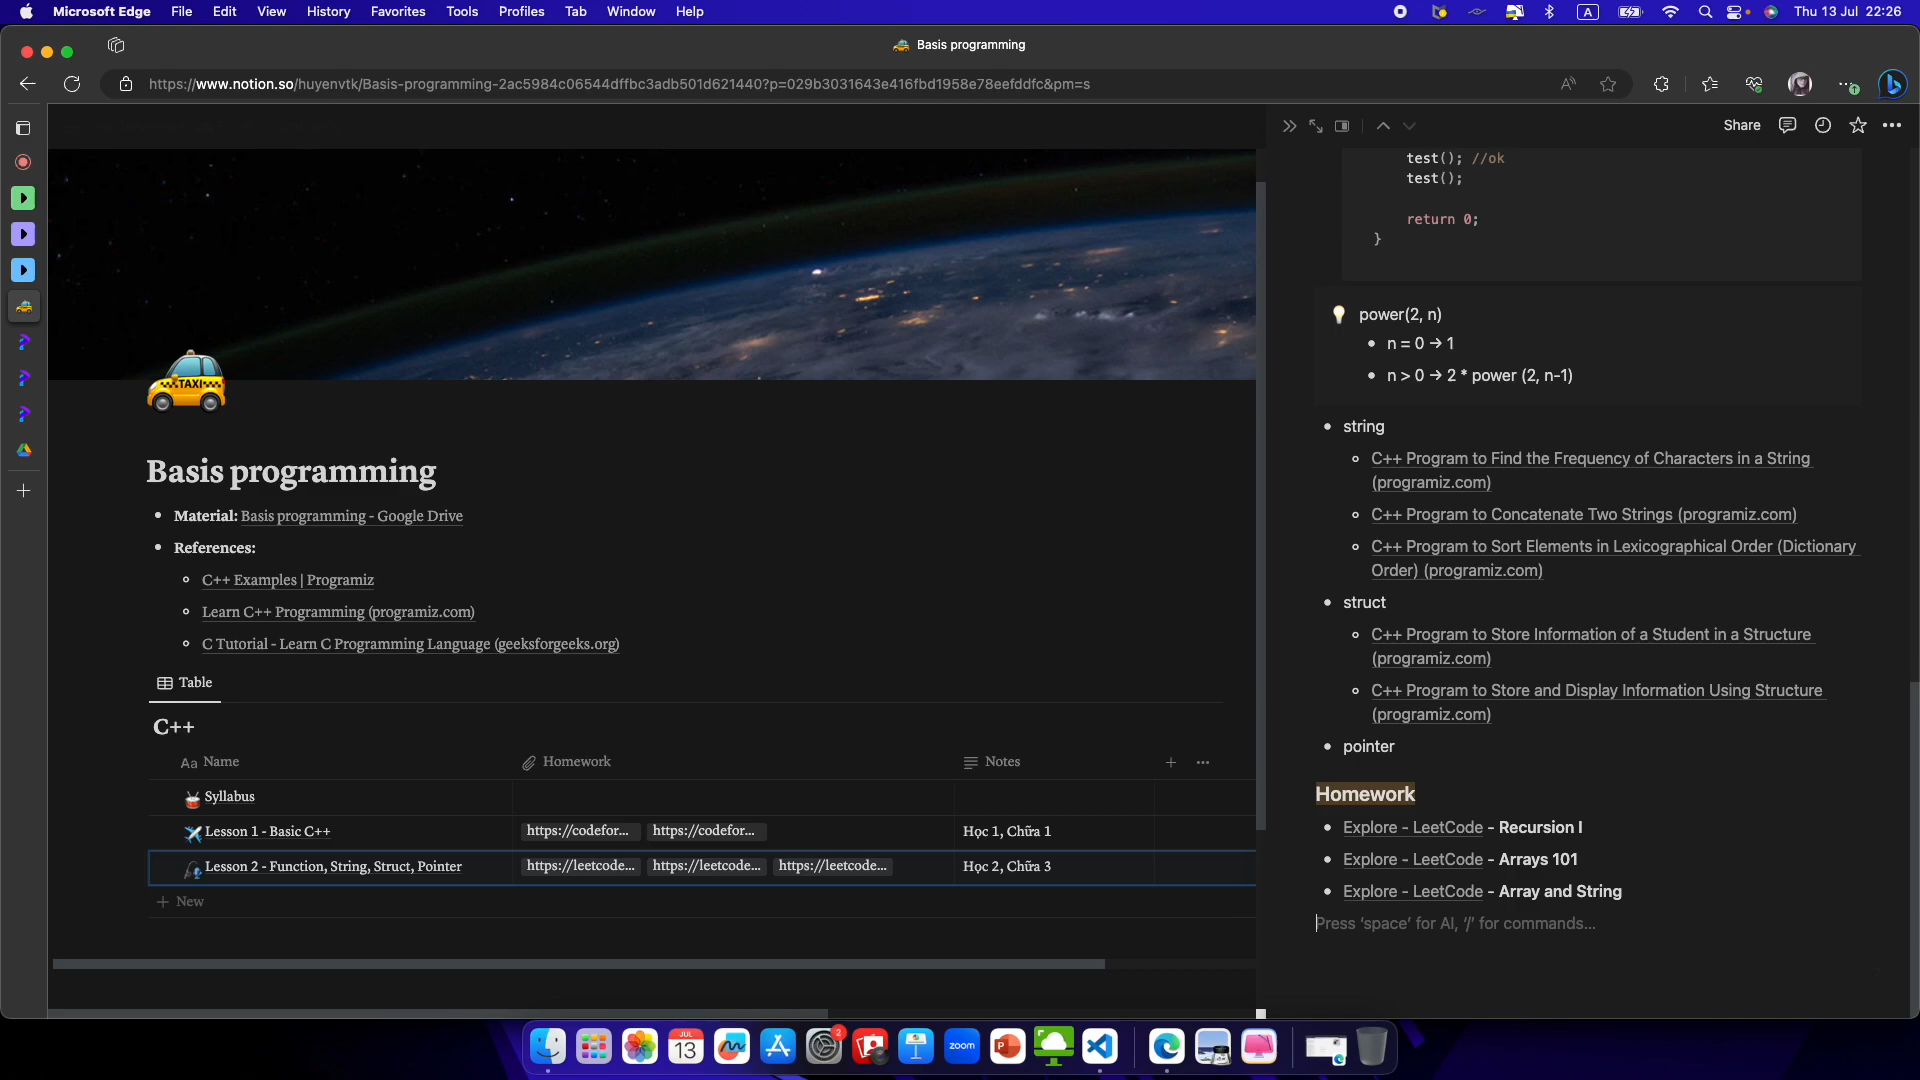 Microsoft Edge File Edit View History Favorites Tools Profiles Tab Window Help
A
Thu 13 Jul 22:26
Basis programming
https://www.notion.so/huyenvtk/Basis-programming-2ac5984c06544dffbc3adb501d621440?p=029b3031643e416fbd1958e78eefddfc&pm=s
TAXI
Basis programming
Material: Basis programming - Google Drive
References:
C++ Examples | Programiz
Learn C++ Programming (programiz.com)
C Tutorial - Learn C Programming Language (geeksforgeeks.org)
Table
C++
Aa Name Homework Notes
Syllabus
Lesson 1 - Basic C++ https://codefor... https://codefor... Học 1, Chữa 1
Lesson 2 - Function, String, Struct, Pointer https://leetcode... https://leetcode... https://leetcode... Học 2, Chữa 3
+ New
Share
test(); //ok
test();
return 0;
}
power(2, n)
n = 0 → 1
n > 0 → 2 * power (2, n-1)
string
C++ Program to Find the Frequency of Characters in a String
(programiz.com)
C++ Program to Concatenate Two Strings (programiz.com)
C++ Program to Sort Elements in Lexicographical Order (Dictionary
Order) (programiz.com)
struct
C++ Program to Store Information of a Student in a Structure
(programiz.com)
C++ Program to Store and Display Information Using Structure
(programiz.com)
pointer
Homework
Explore - LeetCode - Recursion I
Explore - LeetCode - Arrays 101
Explore - LeetCode - Array and String
Press ‘space’ for AI, ‘/’ for commands...
JUL
13
2
zoom
P